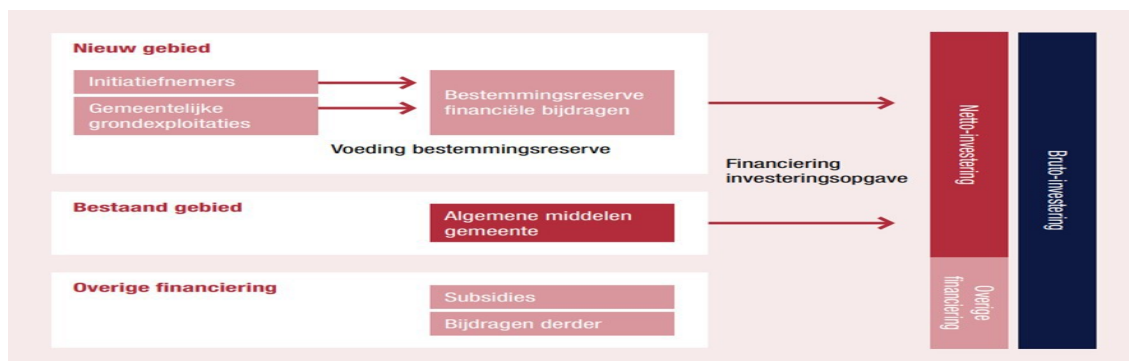 Nieuw gebied
Initiatiefnemers
Gemeentelijke
grondexploitaties
Bestemmingsreserve
financiële bijdragen
Voeding bestemmingsreserve
Financiering
investeringsopgave
Bestaand gebied
Algemene middelen
gemeente
Overige financiering
Subsidies
Bijdragen derder
Netto-investering
Overige
financiering
Bruto-investering